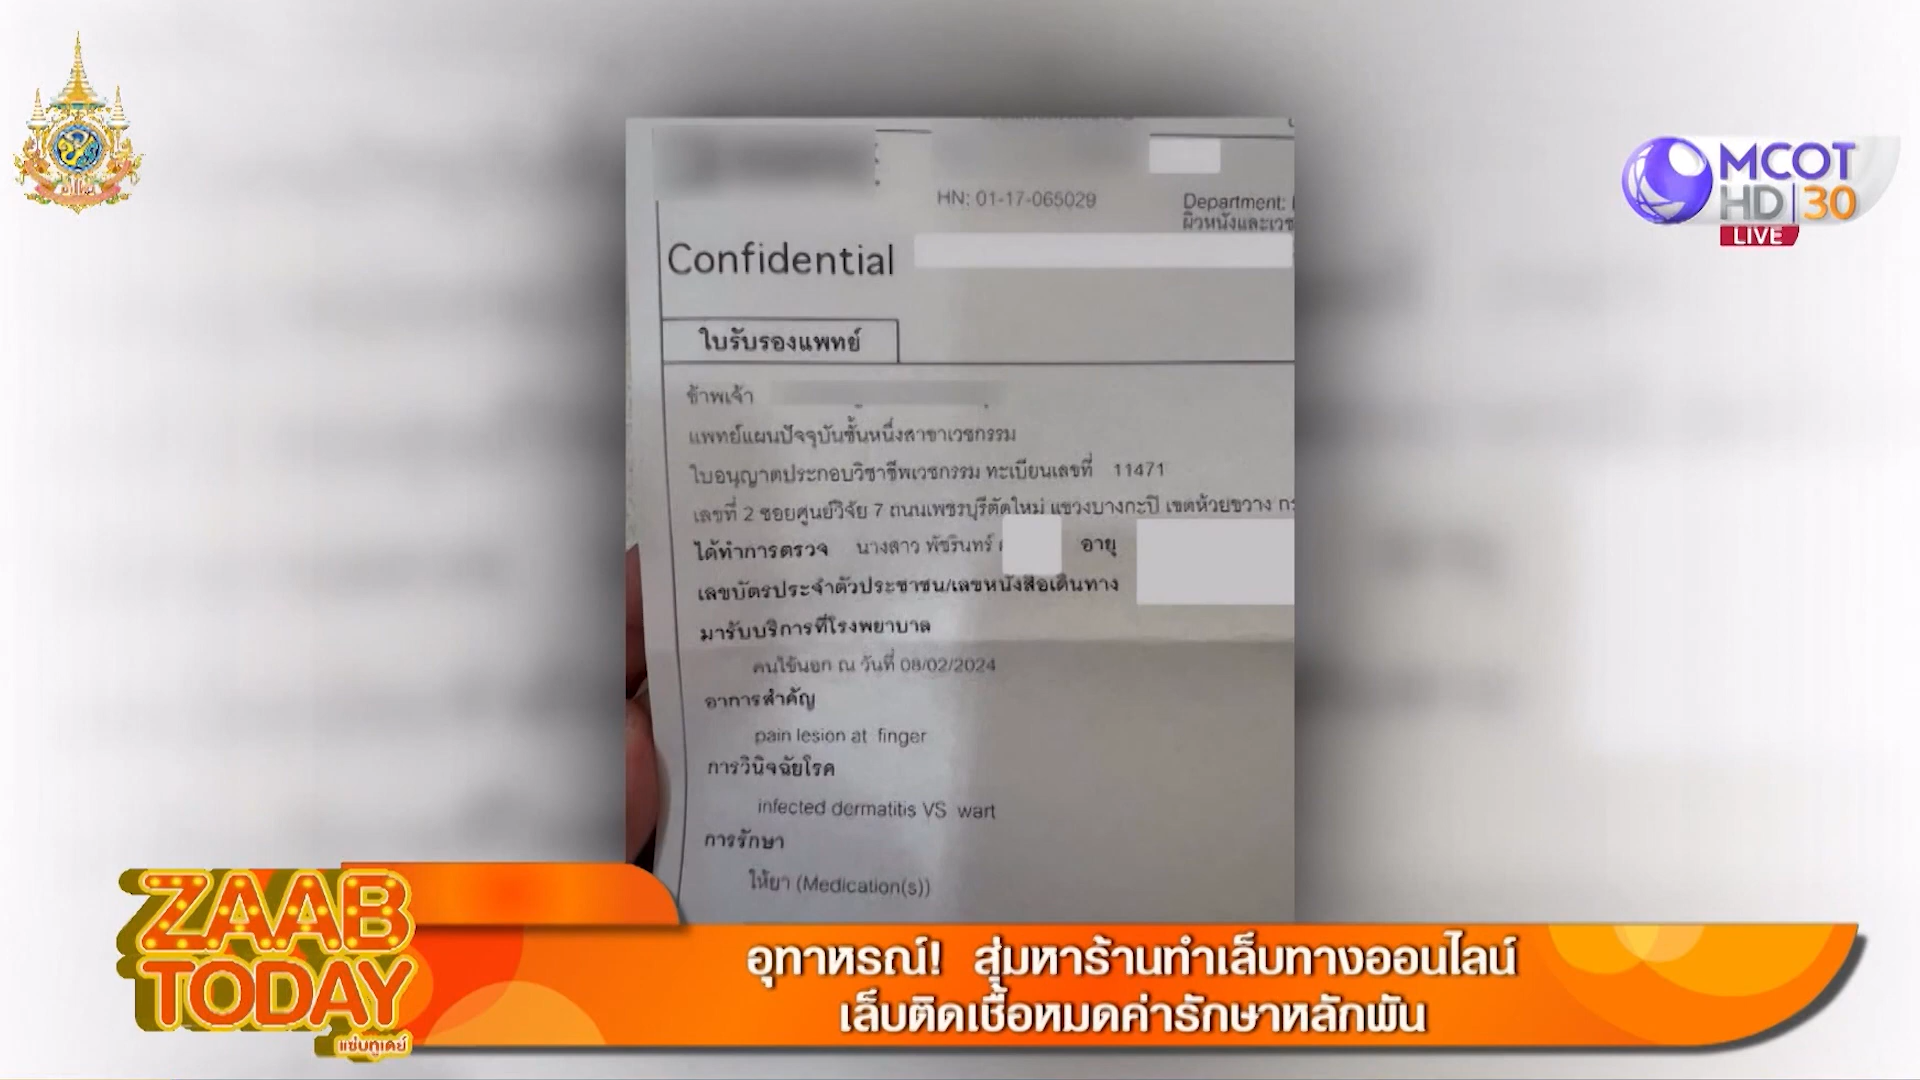 MCOT
HD 30
LIVE
HN: 01-17-065029
Department:
ผิวหนังและเวช
Confidential
ใบรับรองแพทย์
ข้าพเจ้า
แพทย์แผนปัจจุบันชั้นหนึ่งสาขาเวชกรรม
ใบอนุญาตประกอบวิชาชีพเวชกรรม ทะเบียนเลขที่ 11471
เลขที่ 2 ซอยศูนย์วิจัย 7 ถนนเพชรบุรีตัดใหม่ แขวงบางกะปิ เขตห้วยขวาง
ได้ทำการตรวจ นางสาว พัชรินทร์ อายุ
เลขบัตรประจำตัวประชาชน/เลขหนังสือเดินทาง
มารับบริการที่โรงพยาบาล
คนไข้นอก ณ วันที่ 08/02/2024
อาการสำคัญ
pain lesion at finger
การวินิจฉัยโรค
infected dermatitis VS wart
การรักษา
ให้ยา (Medication(s))
ZAAB
TODAY
แซ่บทูเดย์
อุทาหรณ์! สุ่มหาร้านทำเล็บทางออนไลน์
เล็บติดเชื้อหมดค่ารักษาหลักพัน